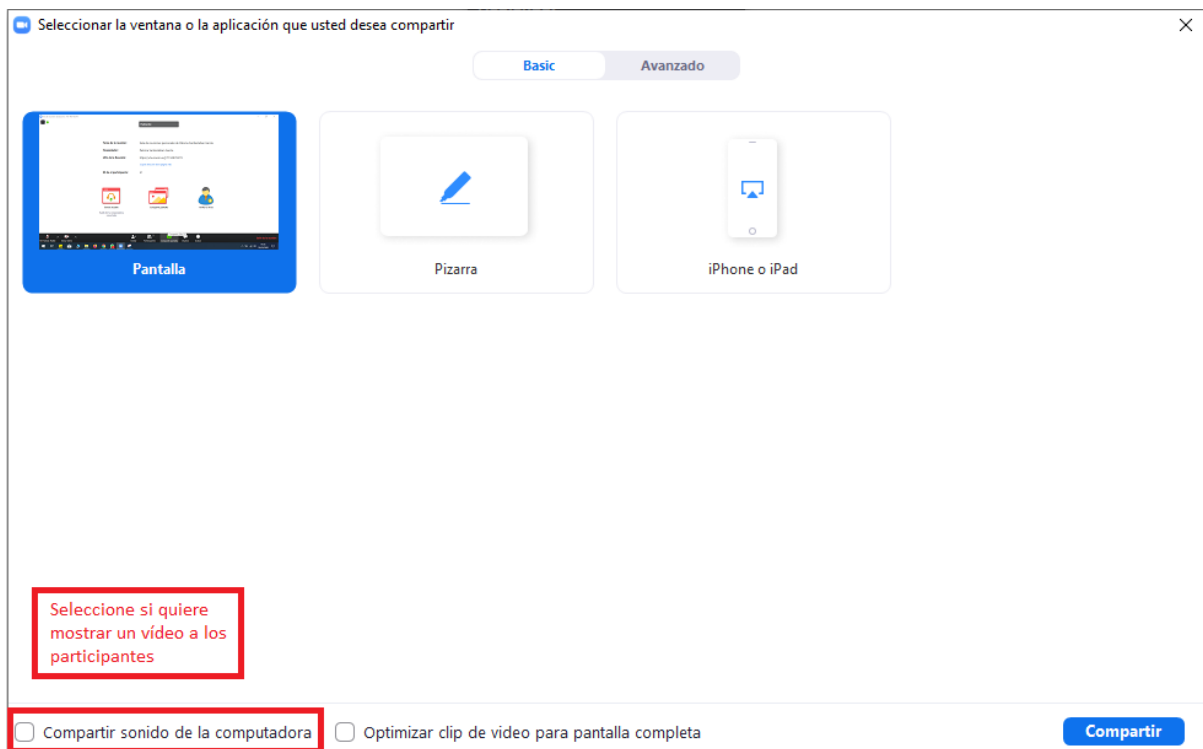 Seleccionar la ventana o la aplicación que usted desea compartir
Basic
Avanzado
Pantalla
Pizarra
iPhone o iPad
Seleccione si quiere
mostrar un vídeo a los
participantes
Compartir sonido de la computadora
Optimizar clip de video para pantalla completa
Compartir